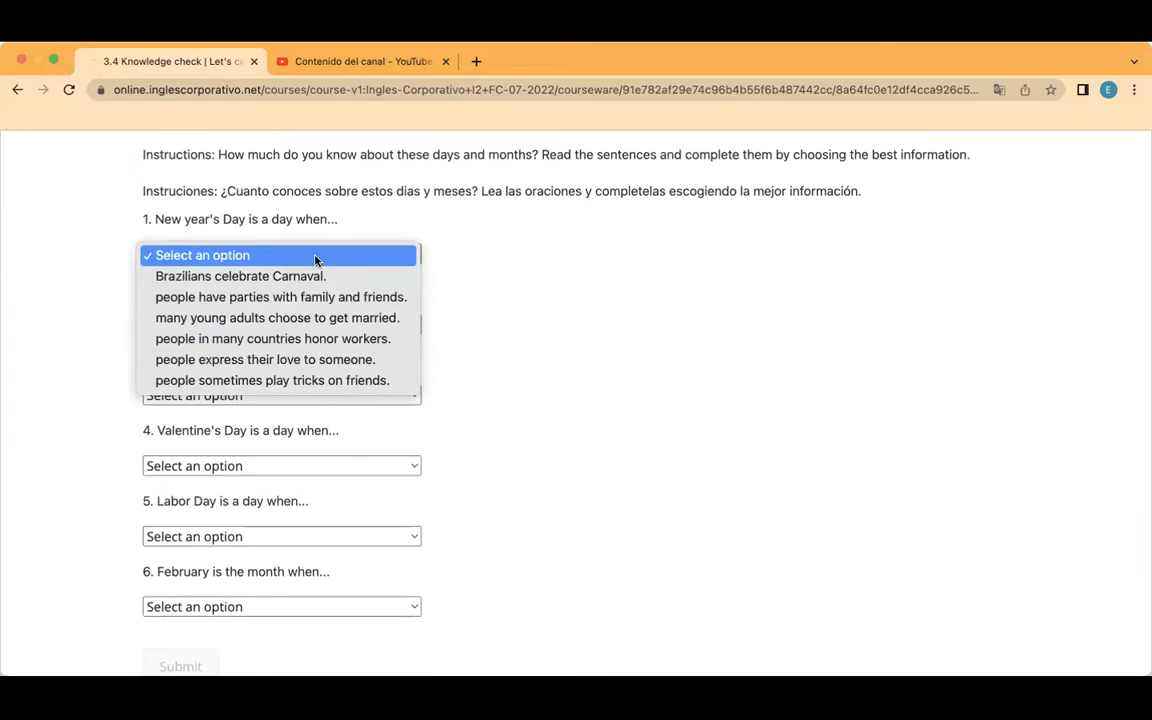 3.4 Knowledge check | Let's c
Contenido del canal - YouTube
online.inglescorporativo.net/courses/course-v1:Ingles-Corporativo+I2+FC-07-2022/courseware/91e782af29e74c96b4b55f6b487442cc/8a64fc0e12df4cca926c5...
E
Instructions: How much do you know about these days and months? Read the sentences and complete them by choosing the best information.
Instruciones: ¿Cuanto conoces sobre estos dias y meses? Lea las oraciones y completelas escogiendo la mejor información.
1. New year's Day is a day when...
✓ Select an option
Brazilians celebrate Carnaval.
people have parties with family and friends.
many young adults choose to get married.
people in many countries honor workers.
people express their love to someone.
people sometimes play tricks on friends.
Select an option
4. Valentine's Day is a day when...
Select an option
5. Labor Day is a day when...
Select an option
6. February is the month when...
Select an option
Submit